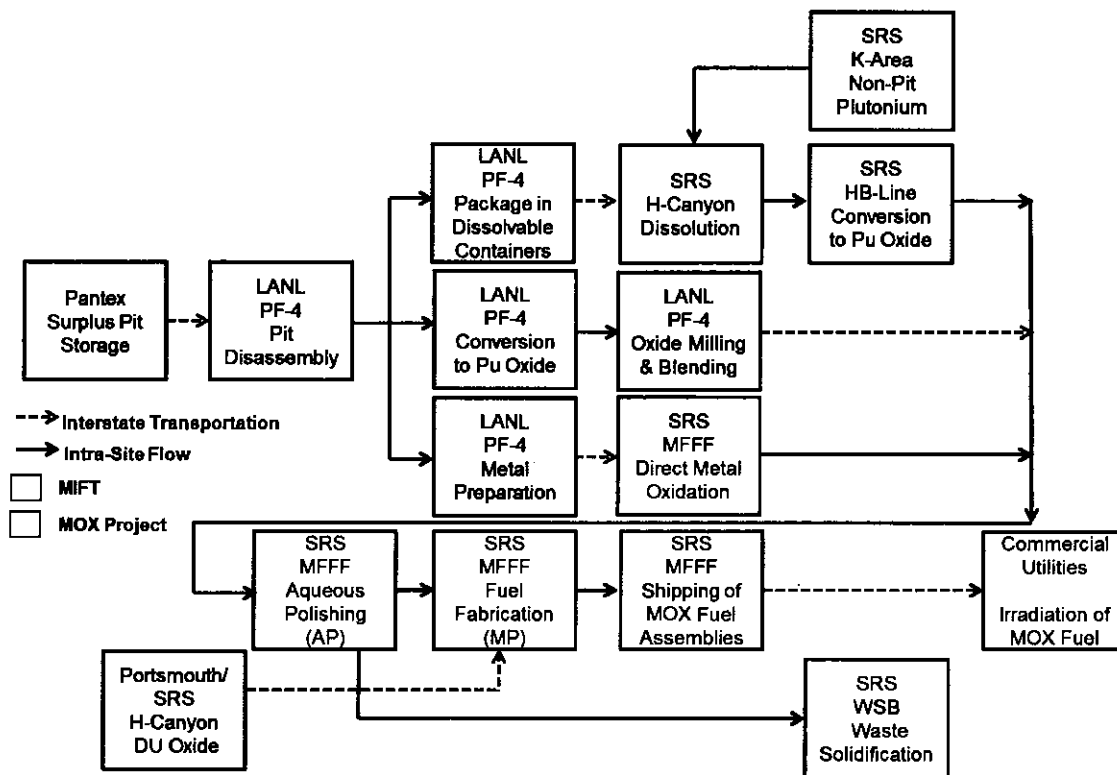 SRS
K-Area
Non-Pit
Plutonium
LANL
PF-4
Package in
Dissolvable
Containers
SRS
H-Canyon
Dissolution
SRS
HB-Line
Conversion
to Pu Oxide
Pantex
Surplus Pit
Storage
LANL
PF-4
Pit
Disassembly
LANL
PF-4
Conversion
to Pu Oxide
LANL
PF-4
Oxide Milling
& Blending
LANL
PF-4
Metal
Preparation
SRS
MFFF
Direct Metal
Oxidation
Interstate Transportation
Intra-Site Flow
MIFT
MOX Project
SRS
MFFF
Aqueous
Polishing
(AP)
SRS
MFFF
Fuel
Fabrication
(MP)
SRS
MFFF
Shipping of
MOX Fuel
Assemblies
Commercial
Utilities
Irradiation of
MOX Fuel
Portsmouth/
SRS
H-Canyon
DU Oxide
SRS
WSB
Waste
Solidification